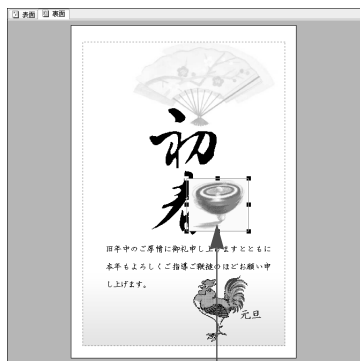 表面 裏面
初春
旧年中のご厚情に御礼申し上げますとともに
本年もよろしくご指導ご鞭撻のほどお願い申
し上げます。
元旦